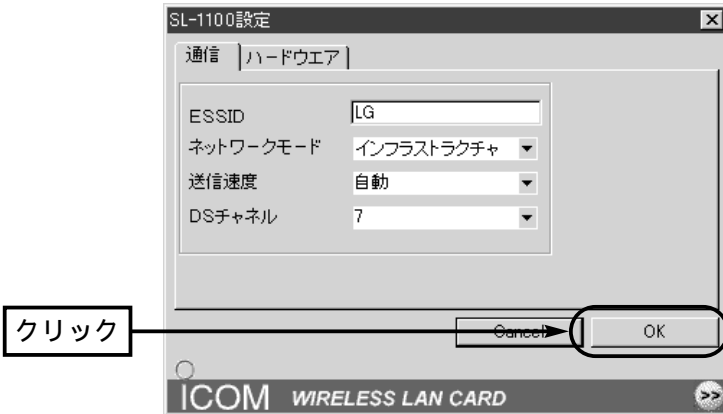 SL-1100設定
通信 ハードウエア
ESSID LG
ネットワークモード インフラストラクチャ
送信速度 自動
DSチャネル 7
クリック Cancel OK
ICOM WIRELESS LAN CARD >>